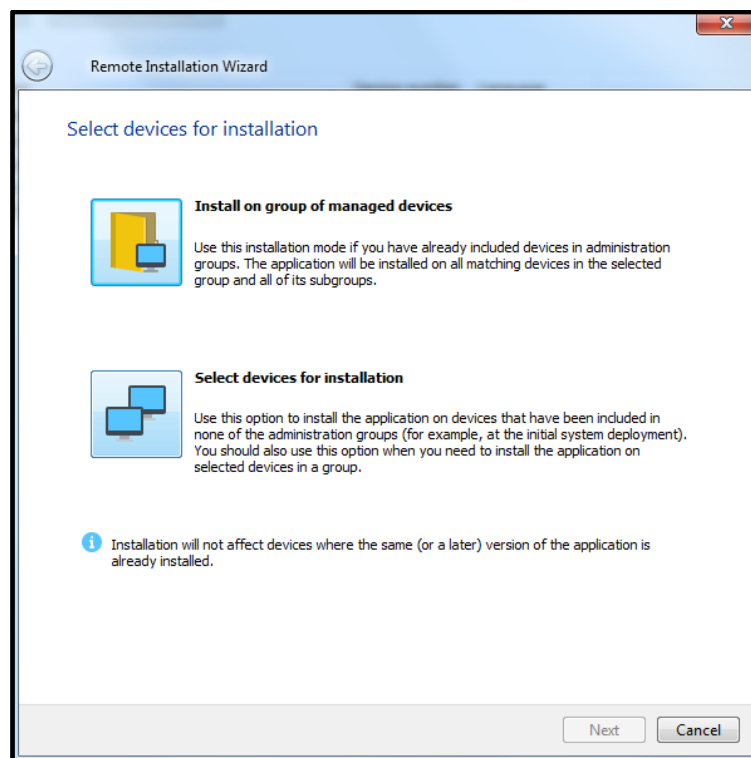 Remote Installation Wizard
Select devices for installation
Install on group of managed devices
Use this installation mode if you have already included devices in administration
groups. The application will be installed on all matching devices in the selected
group and all of its subgroups.
Select devices for installation
Use this option to install the application on devices that have been included in
none of the administration groups (for example, at the initial system deployment).
You should also use this option when you need to install the application on
selected devices in a group.
Installation will not affect devices where the same (or a later) version of the application is
already installed.
Next
Cancel